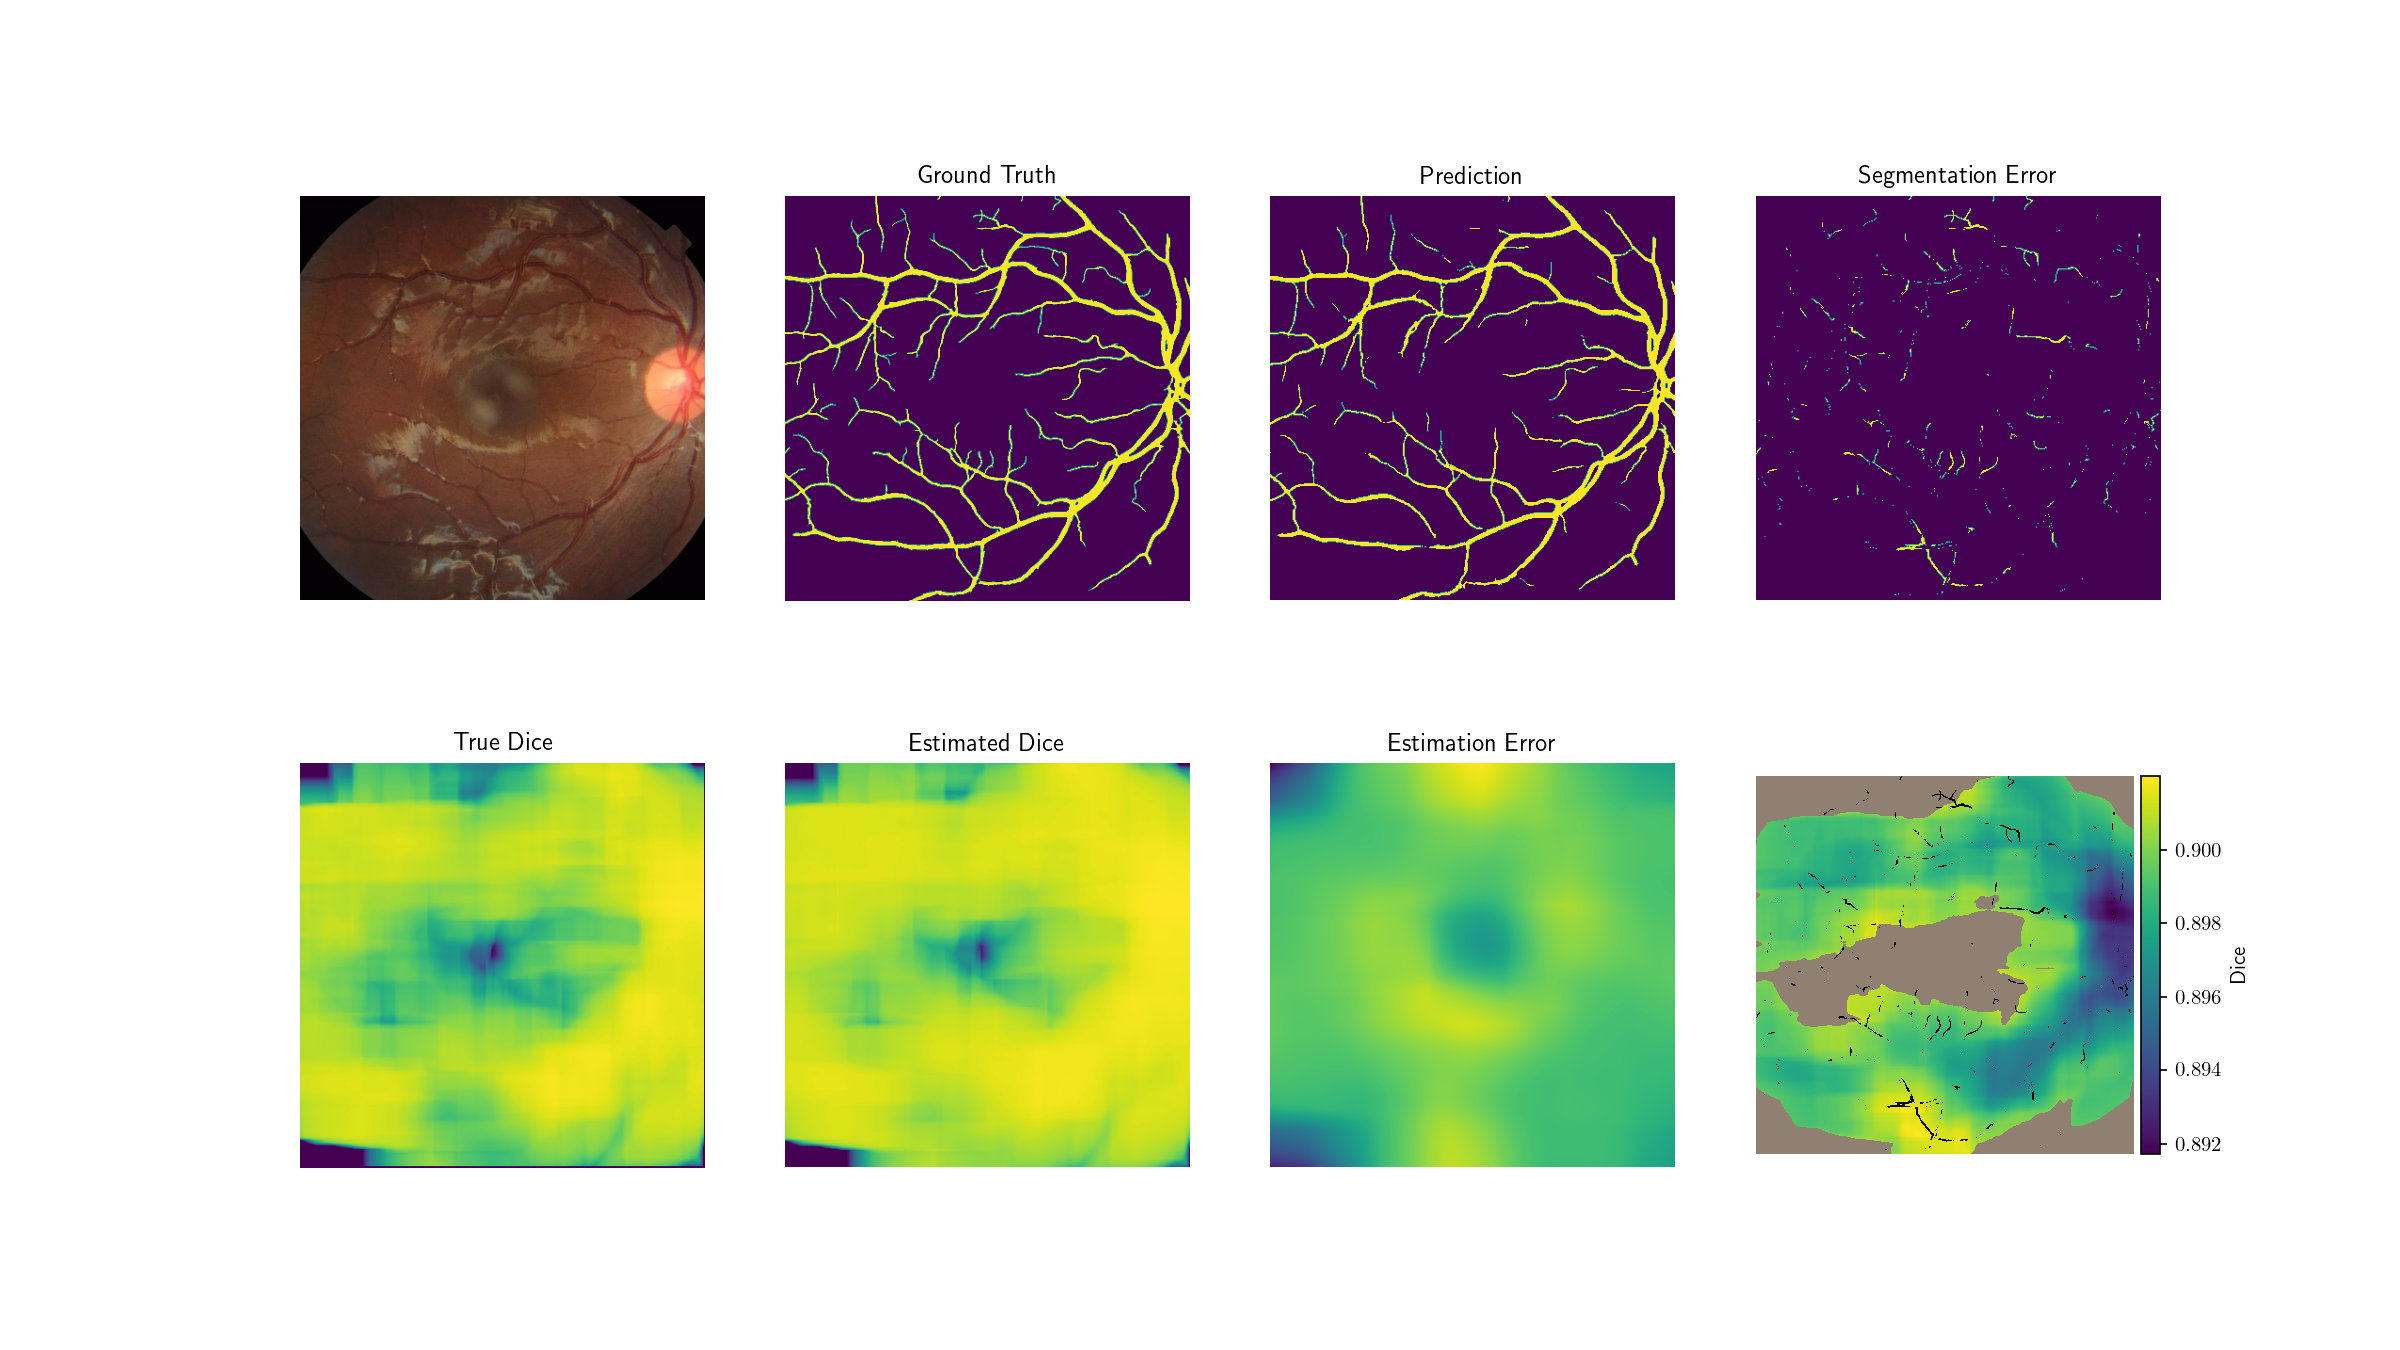 Ground Truth
Prediction
Segmentation Error
True Dice
Estimated Dice
Estimation Error
0.900
0.898
0.896
0.894
0.892
Dice